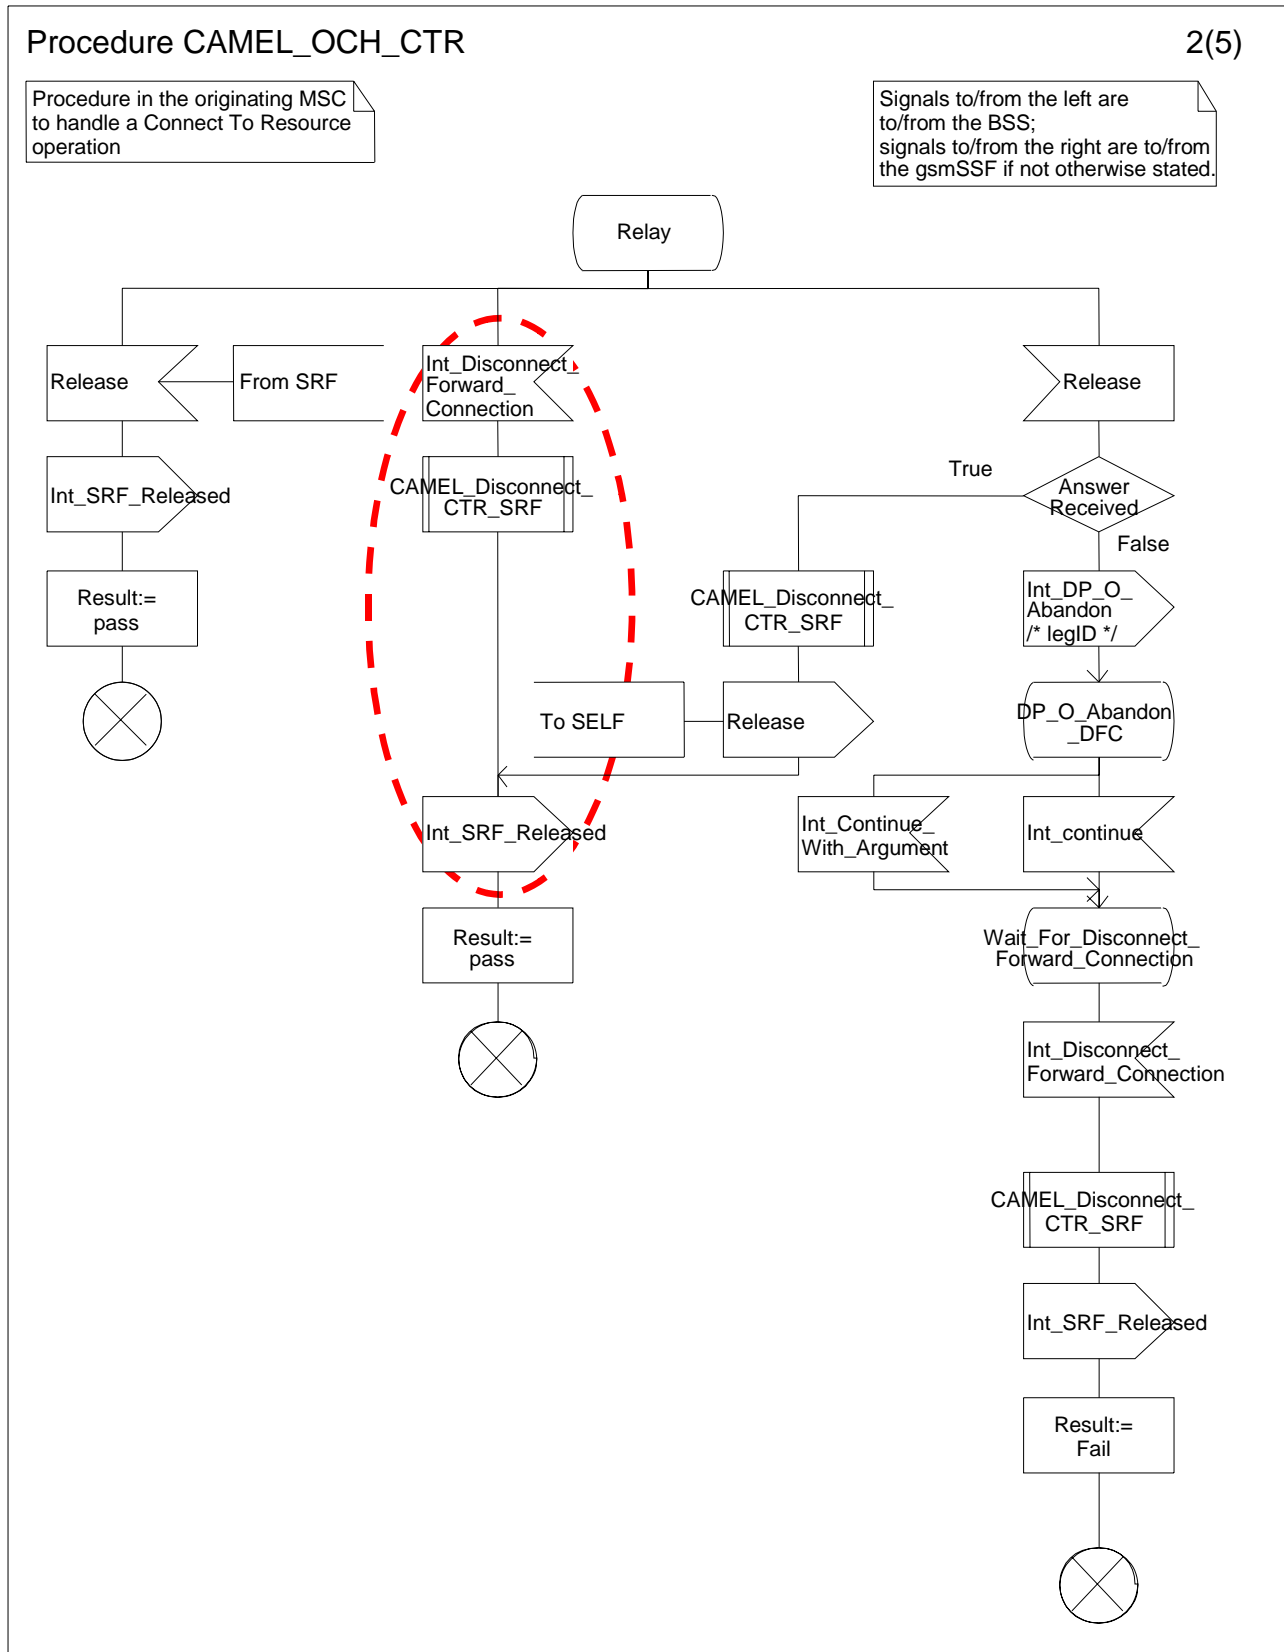 Procedure CAMEL_OCH_CTR
2(5)
Procedure in the originating MSC
to handle a Connect To Resource
operation
Signals to/from the left are
to/from the BSS;
signals to/from the right are to/from
the gsmSSF if not otherwise stated.
Relay
Release
From SRF
Int_Disconnect_
Forward_
Connection
Release
Int_SRF_Released
CAMEL_Disconnect_
CTR_SRF
True
Answer
Received
False
Result:=
pass
CAMEL_Disconnect_
CTR_SRF
Int_DP_O_
Abandon
/* legID */
To SELF
Release
DP_O_Abandon
_DFC
Int_SRF_Released
Int_Continue_
With_Argument
Int_continue
Result:=
pass
Wait_For_Disconnect_
Forward_Connection
Int_Disconnect_
Forward_Connection
CAMEL_Disconnect_
CTR_SRF
Int_SRF_Released
Result:=
Fail